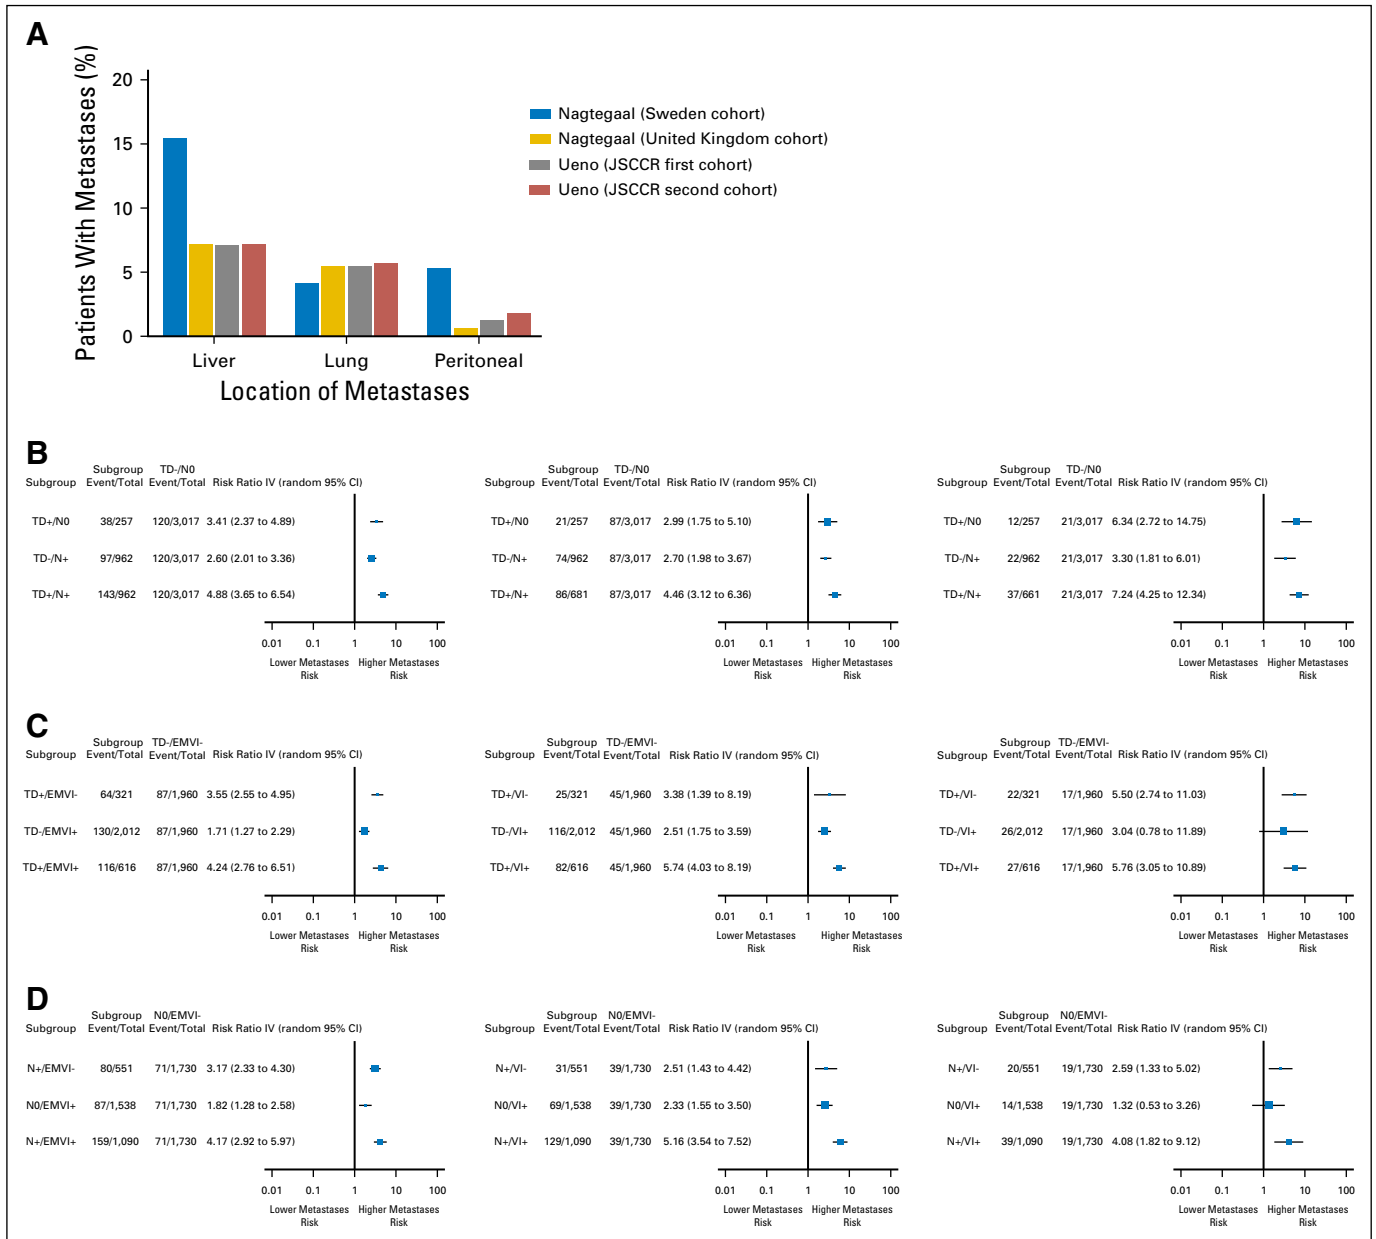 A
Patients With Metastases (%)
20
15
10
5
0
Liver Lung Peritoneal
Location of Metastases
Nagtegaal (Sweden cohort)
Nagtegaal (United Kingdom cohort)
Ueno (JSCCR first cohort)
Ueno (JSCCR second cohort)
B
Subgroup TD-/N0
Subgroup Event/Total Event/Total Risk Ratio IV (random 95% CI)
TD+/N0 38/257 120/3,017 3.41 (2.37 to 4.89)
TD-/N+ 97/962 120/3,017 2.60 (2.01 to 3.36)
TD+/N+ 143/962 120/3,017 4.88 (3.65 to 6.54)
0.01 0.1 1 10 100
Lower Metastases Higher Metastases
Risk Risk
Subgroup TD-/N0
Subgroup Event/Total Event/Total Risk Ratio IV (random 95% CI)
TD+/N0 21/257 87/3,017 2.99 (1.75 to 5.10)
TD-/N+ 74/962 87/3,017 2.70 (1.98 to 3.67)
TD+/N+ 86/681 87/3,017 4.46 (3.12 to 6.36)
0.01 0.1 1 10 100
Lower Metastases Higher Metastases
Risk Risk
Subgroup TD-/N0
Subgroup Event/Total Event/Total Risk Ratio IV (random 95% CI)
TD+/N0 12/257 21/3,017 6.34 (2.72 to 14.75)
TD-/N+ 22/962 21/3,017 3.30 (1.81 to 6.01)
TD+/N+ 37/661 21/3,017 7.24 (4.25 to 12.34)
0.01 0.1 1 10 100
Lower Metastases Higher Metastases
Risk Risk
C
Subgroup TD-/EMVI-
Subgroup Event/Total Event/Total Risk Ratio IV (random 95% CI)
TD+/EMVI- 64/321 87/1,960 3.55 (2.55 to 4.95)
TD-/EMVI+ 130/2,012 87/1,960 1.71 (1.27 to 2.29)
TD+/EMVI+ 116/616 87/1,960 4.24 (2.76 to 6.51)
0.01 0.1 1 10 100
Lower Metastases Higher Metastases
Risk Risk
Subgroup TD-/EMVI-
Subgroup Event/Total Event/Total Risk Ratio IV (random 95% CI)
TD+/VI- 25/321 45/1,960 3.38 (1.39 to 8.19)
TD-/VI+ 116/2,012 45/1,960 2.51 (1.75 to 3.59)
TD+/VI+ 82/616 45/1,960 5.74 (4.03 to 8.19)
0.01 0.1 1 10 100
Lower Metastases Higher Metastases
Risk Risk
Subgroup TD-/EMVI-
Subgroup Event/Total Event/Total Risk Ratio IV (random 95% CI)
TD+/VI- 22/321 17/1,960 5.50 (2.74 to 11.03)
TD-/VI+ 26/2,012 17/1,960 3.04 (0.78 to 11.89)
TD+/VI+ 27/616 17/1,960 5.76 (3.05 to 10.89)
0.01 0.1 1 10 100
Lower Metastases Higher Metastases
Risk Risk
D
Subgroup N0/EMVI-
Subgroup Event/Total Event/Total Risk Ratio IV (random 95% CI)
N+/EMVI- 80/551 71/1,730 3.17 (2.33 to 4.30)
N0/EMVI+ 87/1,538 71/1,730 1.82 (1.28 to 2.58)
N+/EMVI+ 159/1,090 71/1,730 4.17 (2.92 to 5.97)
0.01 0.1 1 10 100
Lower Metastases Higher Metastases
Risk Risk
Subgroup N0/EMVI-
Subgroup Event/Total Event/Total Risk Ratio IV (random 95% CI)
N+/VI- 31/551 39/1,730 2.51 (1.43 to 4.42)
N0/VI+ 69/1,538 39/1,730 2.33 (1.55 to 3.50)
N+/VI+ 129/1,090 39/1,730 5.16 (3.54 to 7.52)
0.01 0.1 1 10 100
Lower Metastases Higher Metastases
Risk Risk
Subgroup N0/EMVI-
Subgroup Event/Total Event/Total Risk Ratio IV (random 95% CI)
N+/VI- 20/551 19/1,730 2.59 (1.33 to 5.02)
N0/VI+ 14/1,538 19/1,730 1.32 (0.53 to 3.26)
N+/VI+ 39/1,090 19/1,730 4.08 (1.82 to 9.12)
0.01 0.1 1 10 100
Lower Metastases Higher Metastases
Risk Risk